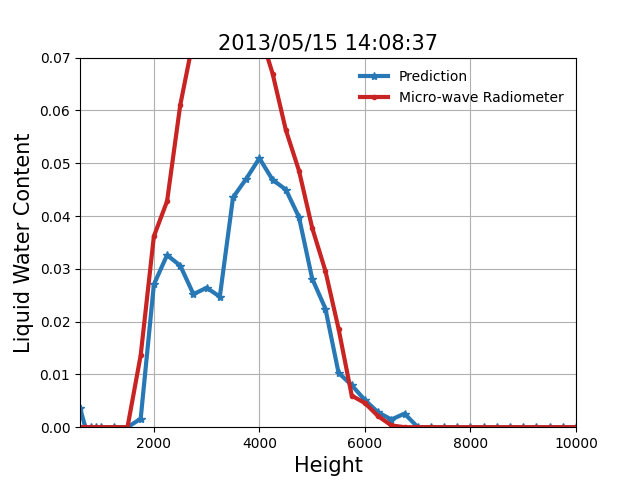 2013/05/15 14:08:37
0.07
0.06
0.05
0.04
0.03
0.02
0.01
0.00
Liquid Water Content
Prediction
Micro-wave Radiometer
2000 4000 6000 8000 10000
Height